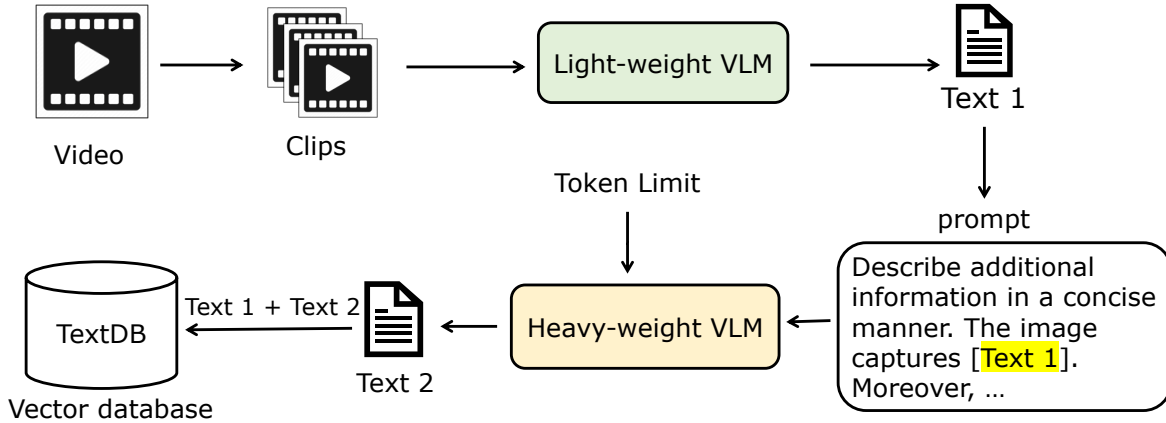 Video
Clips
Light-weight VLM
Text 1
Token Limit
prompt
Describe additional
information in a concise
manner. The image
captures [Text 1].
Moreover, ...
Heavy-weight VLM
Text 2
Text 1 + Text 2
TextDB
Vector database